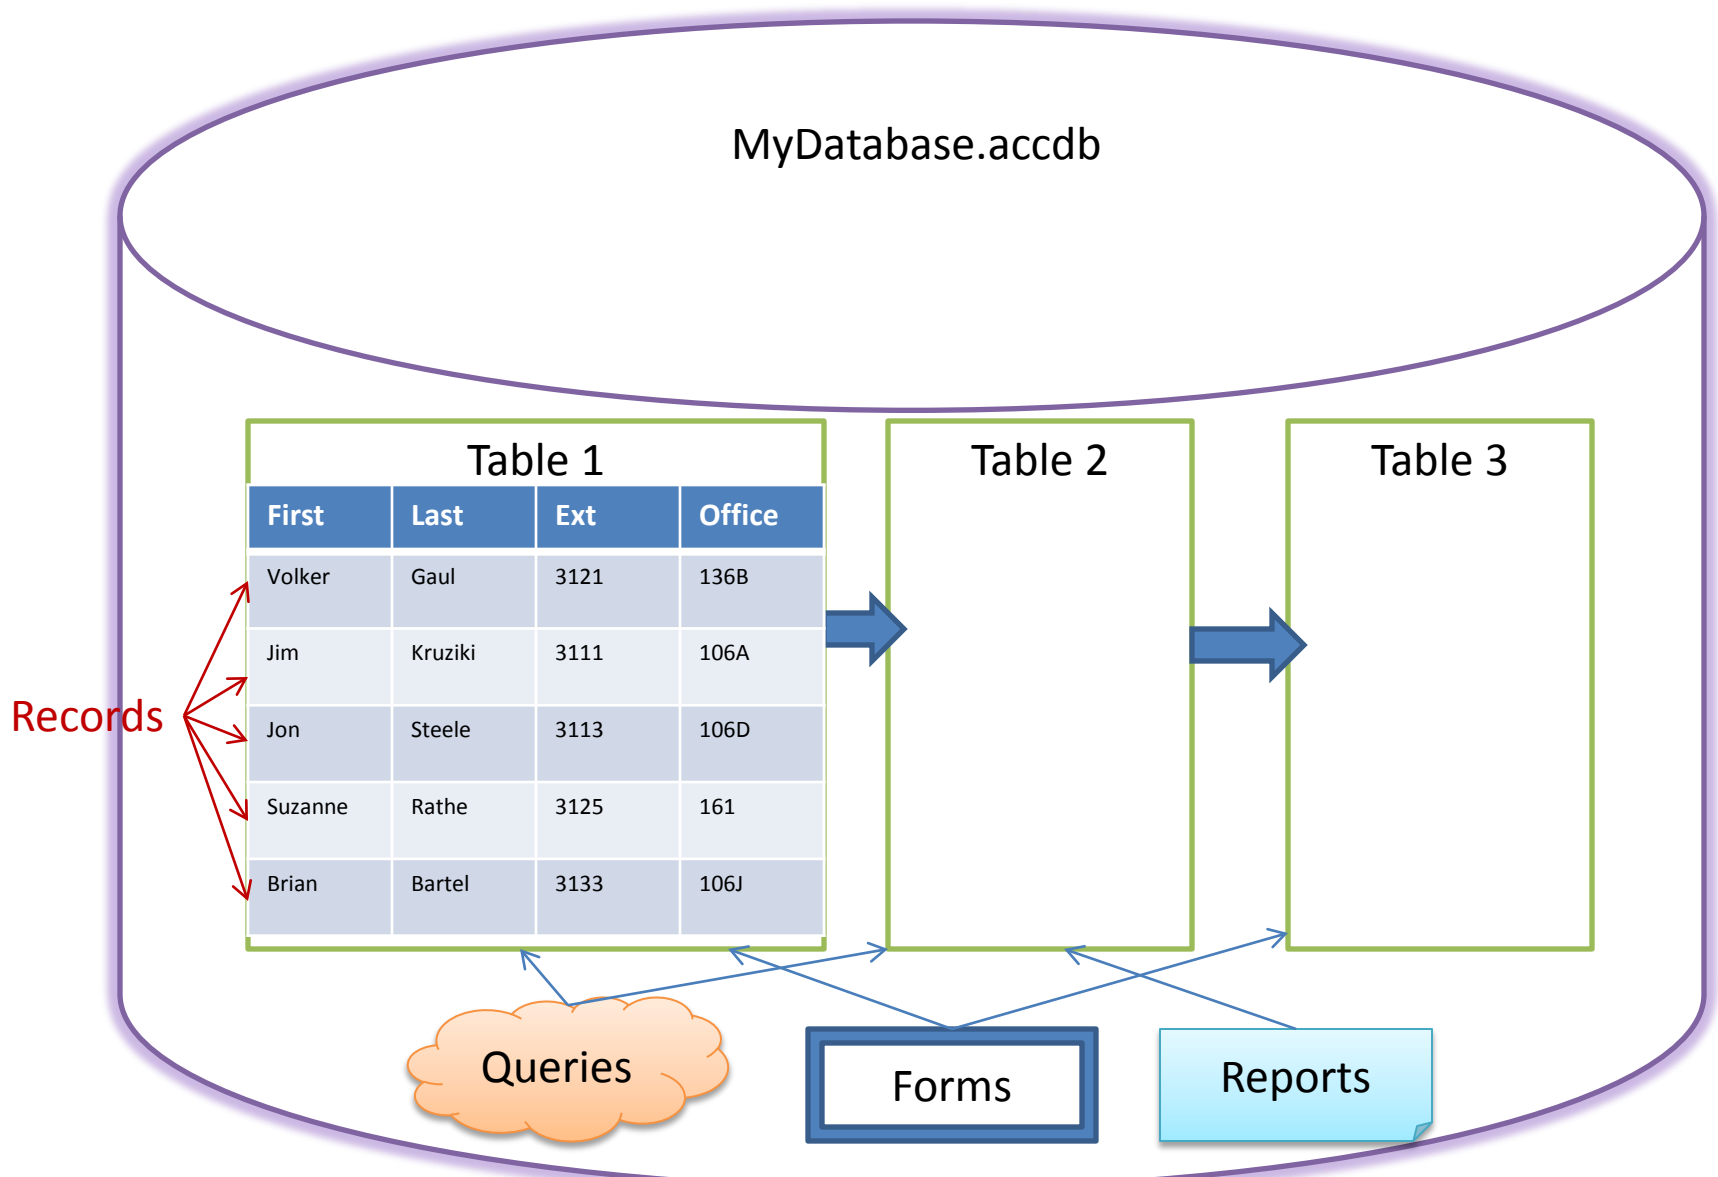 MyDatabase.accdb
Table 1
Table 2
Table 3
First Last Ext Office
Volker Gaul 3121 136B
Jim Kruziki 3111 106A
Records
Jon Steele 3113 106D
Suzanne Rathe 3125 161
Brian Bartel 3133 106J
Queries
Forms
Reports